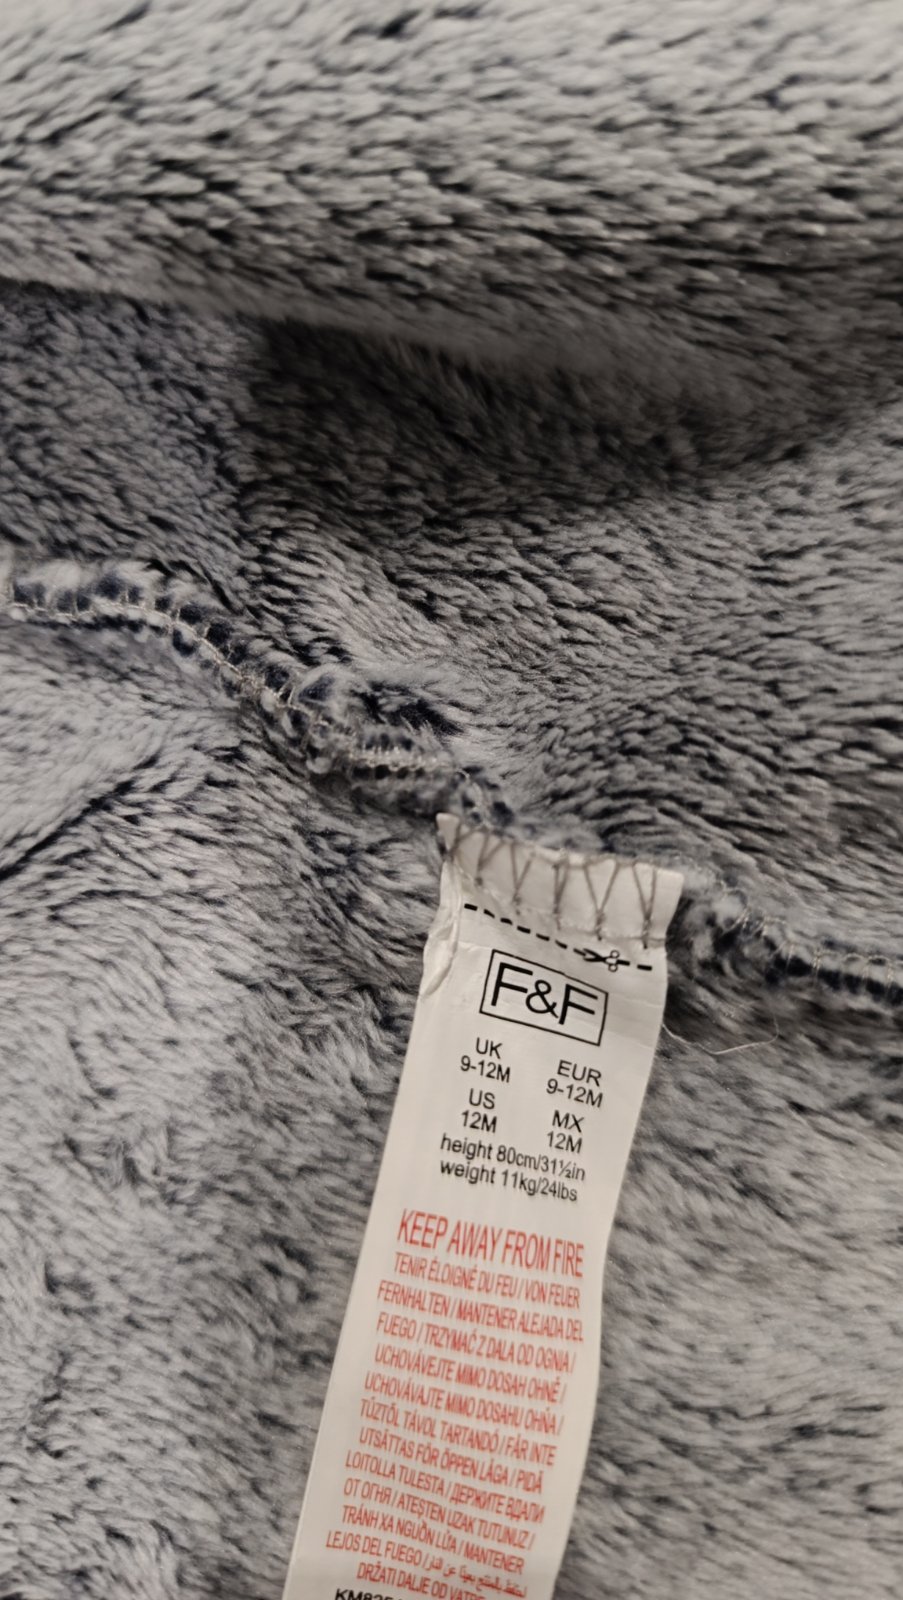 F&F
UK
9-12M
EUR
9-12M
US
12M
MX
12M
height 80cm/31½in
weight 11kg/24lbs
KEEP AWAY FROM FIRE
TENIR ÉLOIGNÉ DU FEU / VON FEUER
FERNHALTEN / MANTENER ALEJADA DEL
FUEGO / TRZYMAĆ Z DALA OD OGNIA /
UCHOVÁVEJTE MIMO DOSAH OHNĚ /
UCHOVÁVAJTE MIMO DOSAHU OHŇA /
TŰZTŐL TÁVOL TARTANDÓ / FÅR INTE
UTSÄTTAS FÖR ÖPPEN LÅGA / PIDÄ
LOITOLLA TULESTA / ДЕРЖИТЕ ВДАЛИ
ОТ ОГНЯ / ATEŞTEN UZAK TUTUNUZ /
TRÁNH XA NGUỒN LỬA / MANTENER
LEJOS DEL FUEGO /
DRŽATI DALJE OD